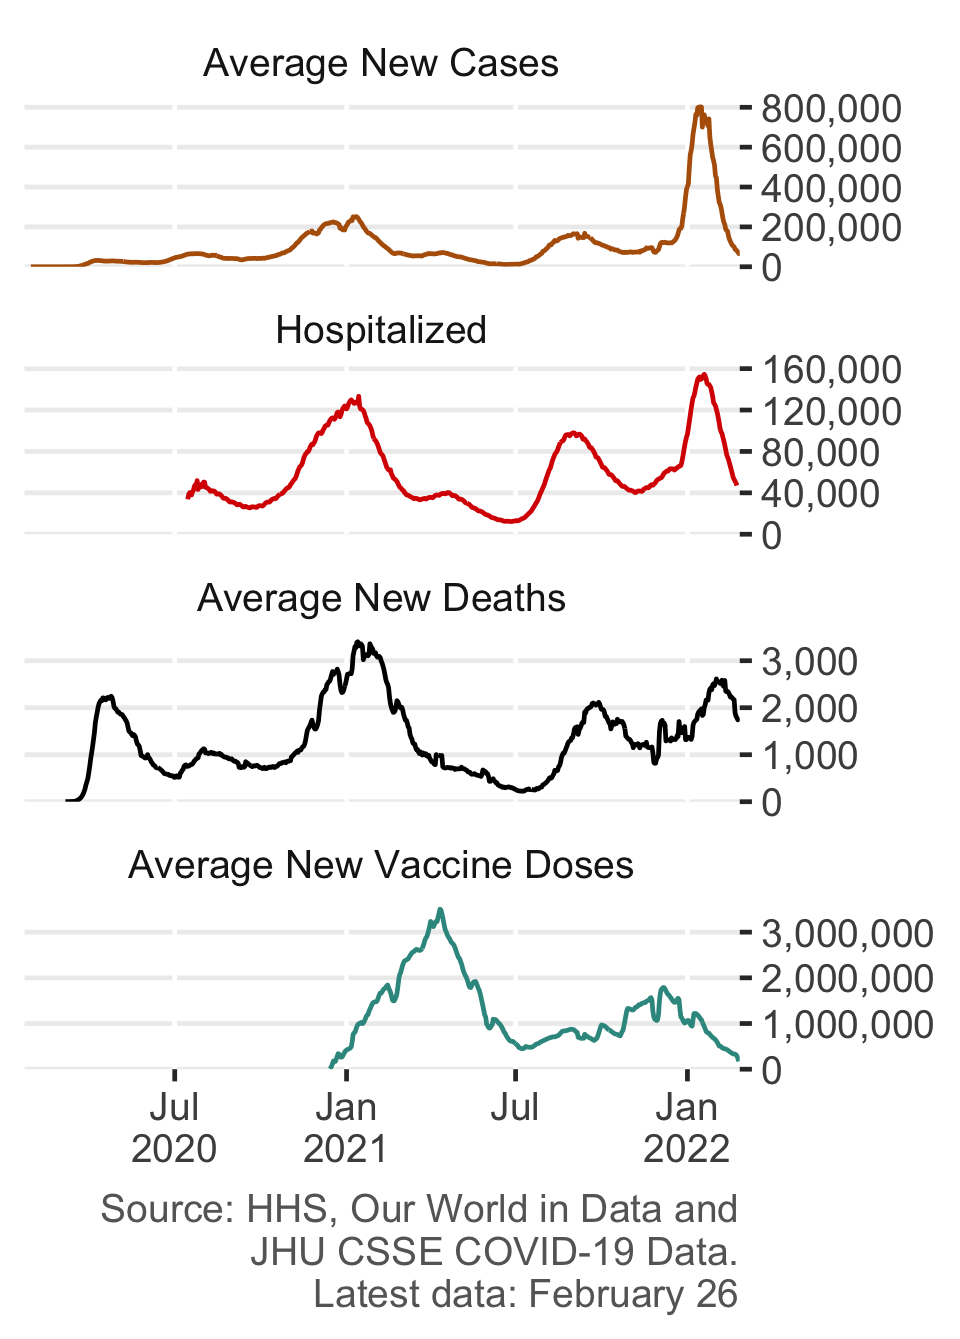 Average New Cases
800,000
600,000
400,000
200,000
0
Hospitalized
160,000
120,000
80,000
40,000
0
Average New Deaths
3,000
2,000
1,000
0
Average New Vaccine Doses
3,000,000
2,000,000
1,000,000
0
Jul Jan Jul Jan
2020 2021 2022
Source: HHS, Our World in Data and
JHU CSSE COVID-19 Data.
Latest data: February 26